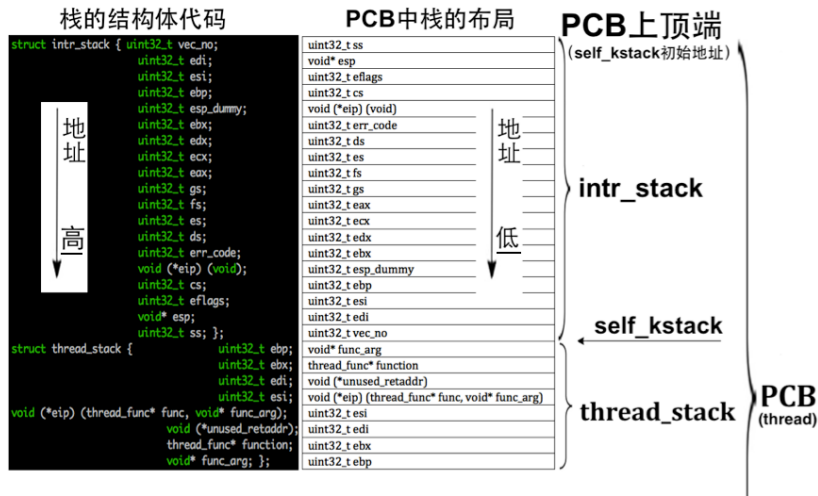 栈的结构体代码
PCB中栈的布局
PCB上顶端
(self_kstack初始地址)
struct intr_stack { uint32_t vec_no;
uint32_t edi;
uint32_t esi;
uint32_t ebp;
uint32_t esp_dummy;
uint32_t ebx;
uint32_t edx;
uint32_t ecx;
uint32_t eax;
uint32_t gs;
uint32_t fs;
uint32_t es;
uint32_t ds;
uint32_t err_code;
void (*eip) (void);
uint32_t cs;
uint32_t eflags;
void* esp;
uint32_t ss; };
struct thread_stack { uint32_t ebp;
uint32_t ebx;
uint32_t edi;
uint32_t esi;
void (*eip) (thread_func* func, void* func_arg);
void (*unused_retaddr);
thread_func* function;
void* func_arg; };
地址
高
uint32_t ss
void* esp
uint32_t eflags
uint32_t cs
void (*eip) (void)
uint32_t err_code
uint32_t ds
uint32_t es
uint32_t fs
uint32_t gs
uint32_t eax
uint32_t ecx
uint32_t edx
uint32_t ebx
uint32_t esp_dummy
uint32_t ebp
uint32_t esi
uint32_t edi
uint32_t vec_no
void* func_arg
thread_func* function
void (*unused_retaddr)
void (*eip) (thread_func* func, void* func_arg)
uint32_t esi
uint32_t edi
uint32_t ebx
uint32_t ebp
地址
低
intr_stack
self_kstack
thread_stack
PCB
(thread)